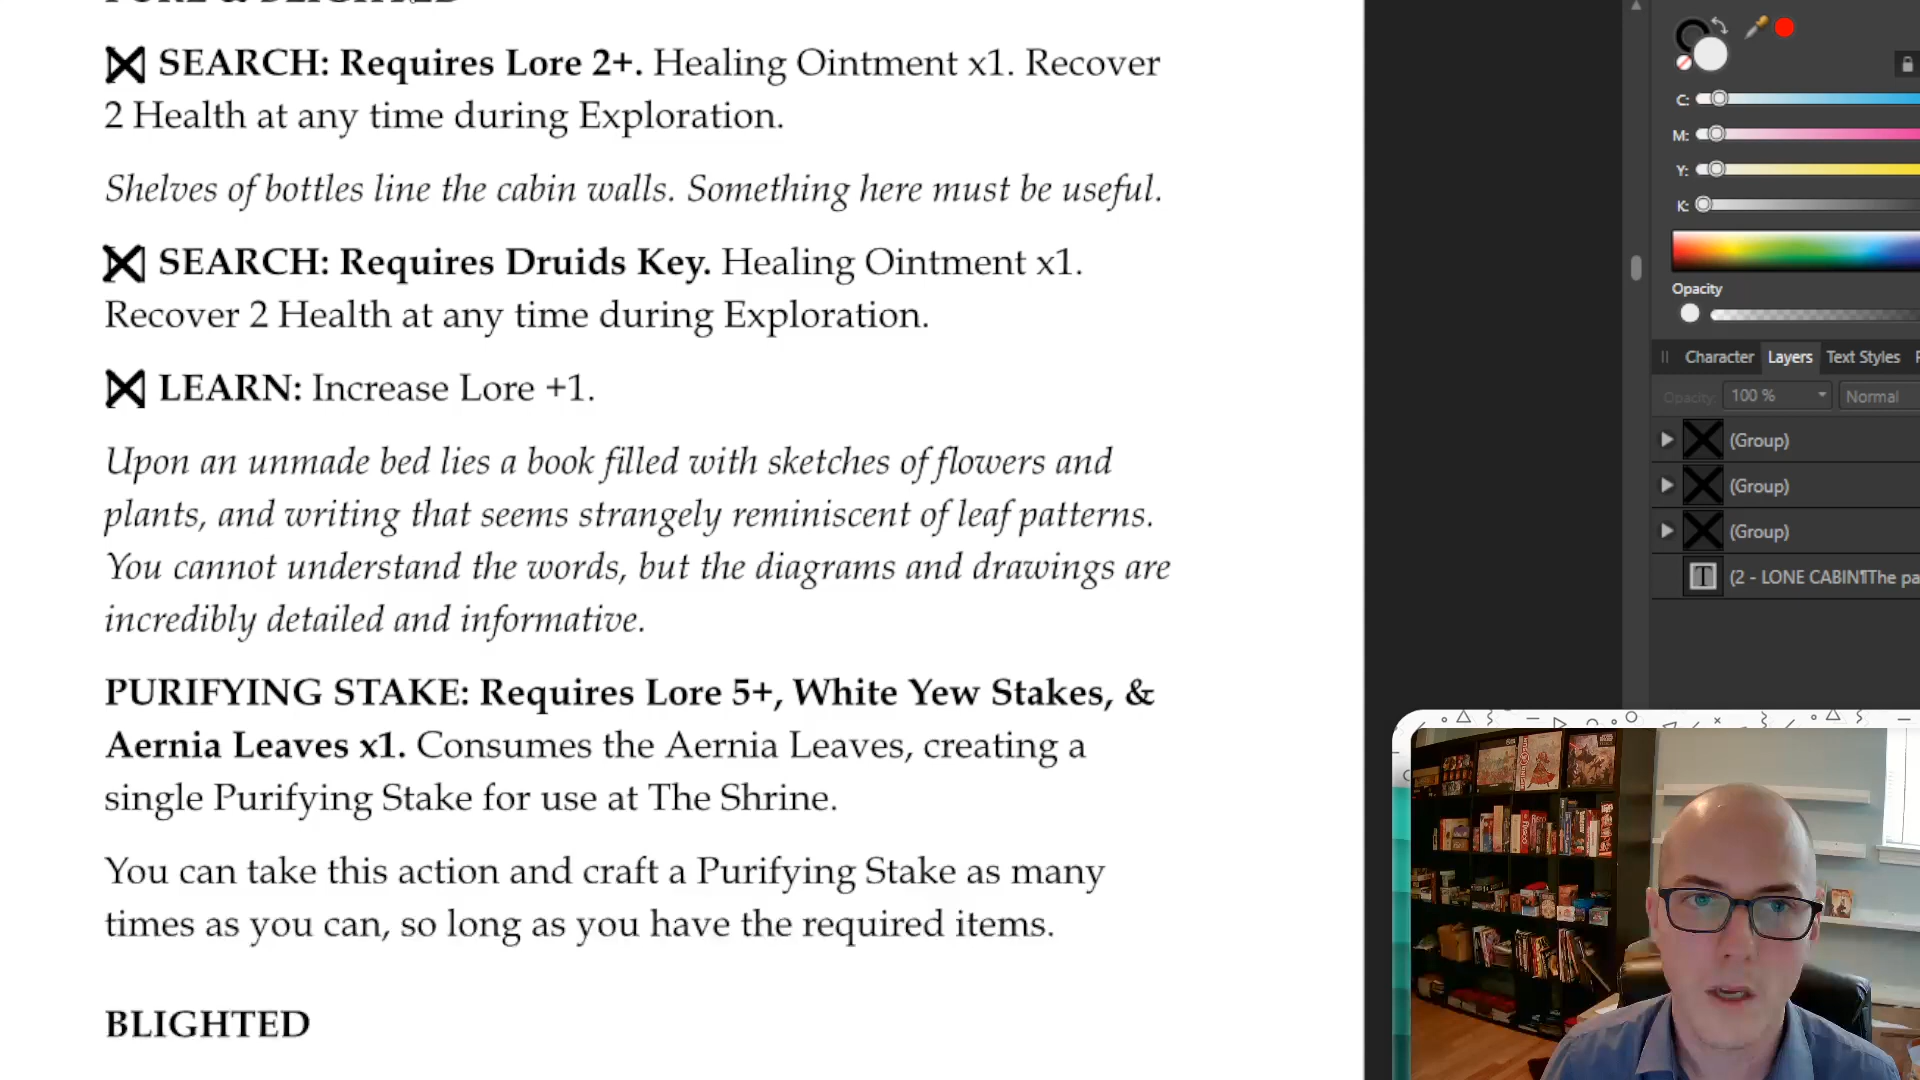 PURE & BLIGHTED
SEARCH: Requires Lore 2+. Healing Ointment x1. Recover
2 Health at any time during Exploration.
Shelves of bottles line the cabin walls. Something here must be useful.
SEARCH: Requires Druids Key. Healing Ointment x1.
Recover 2 Health at any time during Exploration.
LEARN: Increase Lore +1.
Upon an unmade bed lies a book filled with sketches of flowers and
plants, and writing that seems strangely reminiscent of leaf patterns.
You cannot understand the words, but the diagrams and drawings are
incredibly detailed and informative.
PURIFYING STAKE: Requires Lore 5+, White Yew Stakes, &
Aernia Leaves x1. Consumes the Aernia Leaves, creating a
single Purifying Stake for use at The Shrine.
You can take this action and craft a Purifying Stake as many
times as you can, so long as you have the required items.
BLIGHTED
C:
M:
Y:
K:
Opacity
Character Layers Text Styles
Opacity: 100 % Normal
(Group)
(Group)
(Group)
(2 - LONE CABIN¶The pa